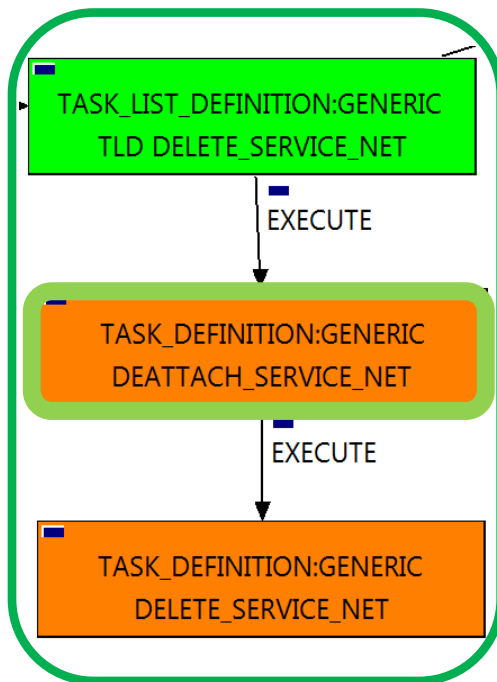 TASK_LIST_DEFINITION:GENERIC
TLD DELETE_SERVICE_NET
EXECUTE
TASK_DEFINITION:GENERIC
DEATTACH_SERVICE_NET
EXECUTE
TASK_DEFINITION:GENERIC
DELETE_SERVICE_NET